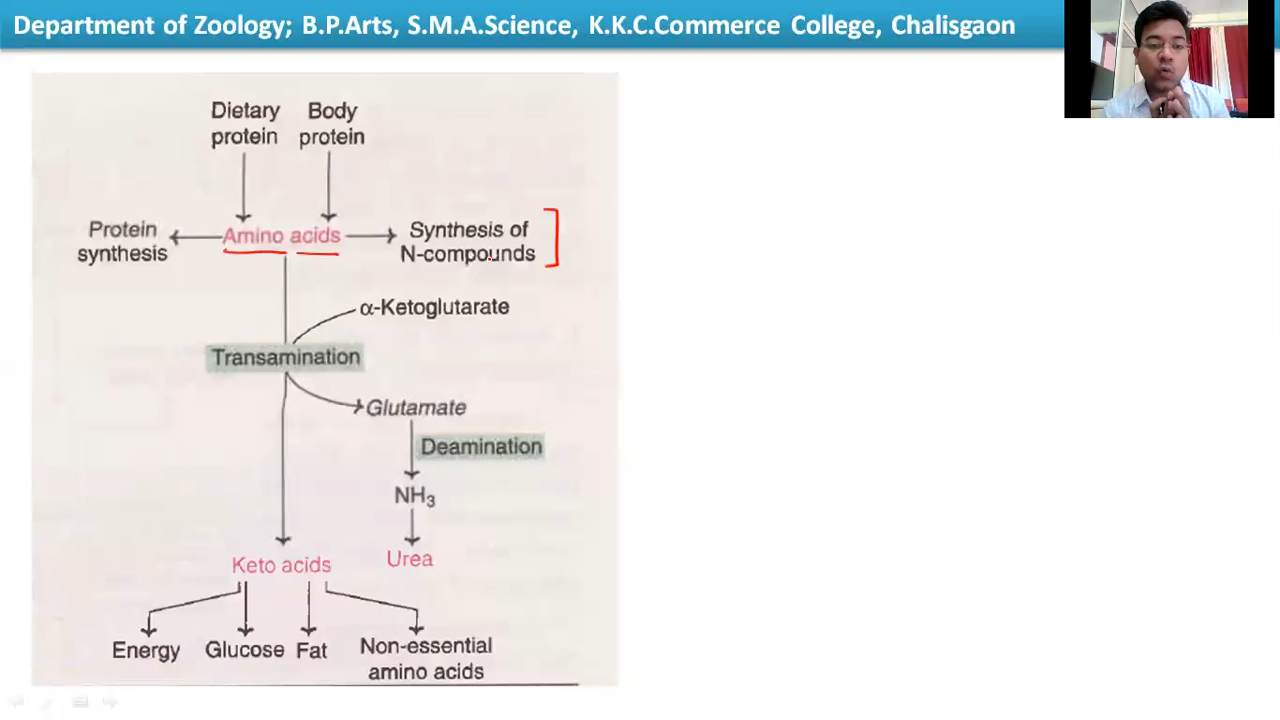 Department of Zoology; B.P.Arts, S.M.A.Science, K.K.C.Commerce College, Chalisgaon
Dietary protein
Body protein
Protein synthesis
Amino acids
Synthesis of N-compounds
α-Ketoglutarate
Transamination
Glutamate
Deamination
NH₃
Keto acids
Urea
Energy
Glucose
Fat
Non-essential amino acids